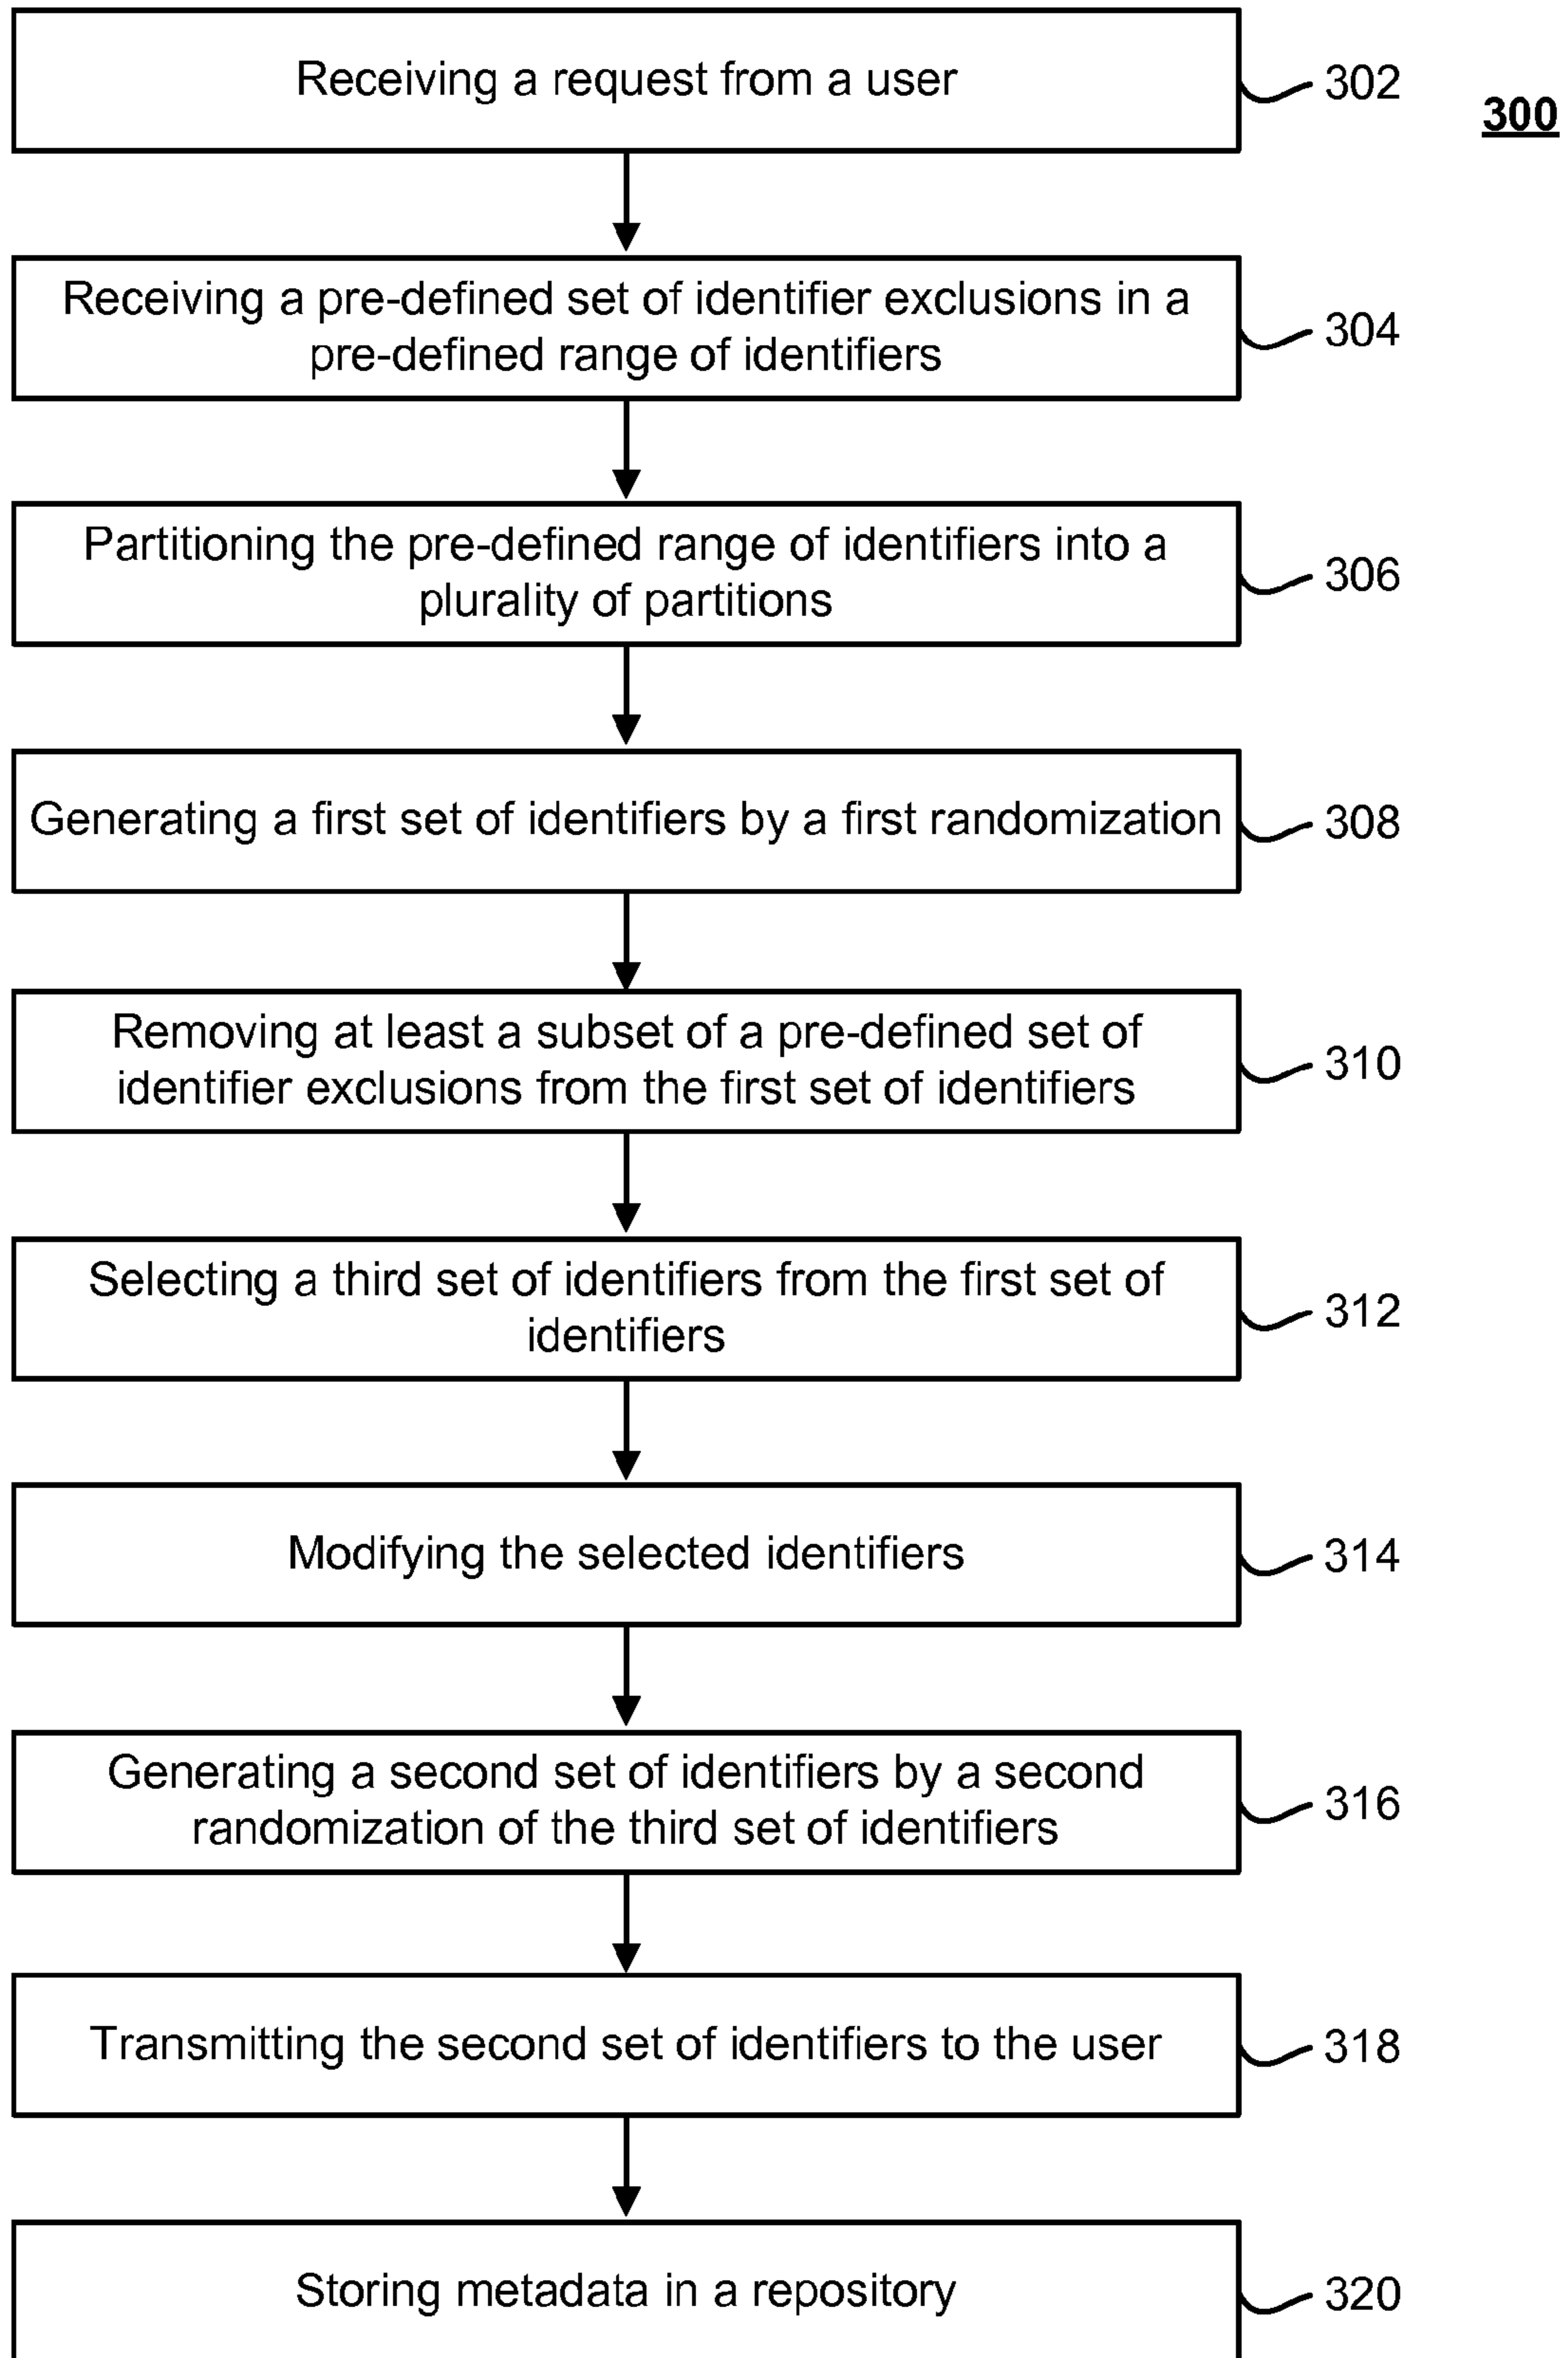 Receiving a request from a user
302
300
Receiving a pre-defined set of identifier exclusions in a
pre-defined range of identifiers
304
Partitioning the pre-defined range of identifiers into a
plurality of partitions
306
Generating a first set of identifiers by a first randomization
308
Removing at least a subset of a pre-defined set of
identifier exclusions from the first set of identifiers
310
Selecting a third set of identifiers from the first set of
identifiers
312
Modifying the selected identifiers
314
Generating a second set of identifiers by a second
randomization of the third set of identifiers
316
Transmitting the second set of identifiers to the user
318
Storing metadata in a repository
320